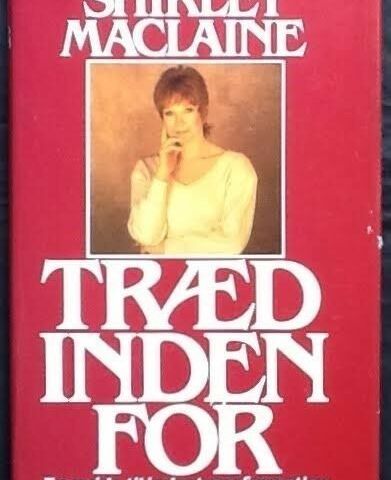 SHIRLEY
MACLAINE
TRÆD
INDEN
FOR